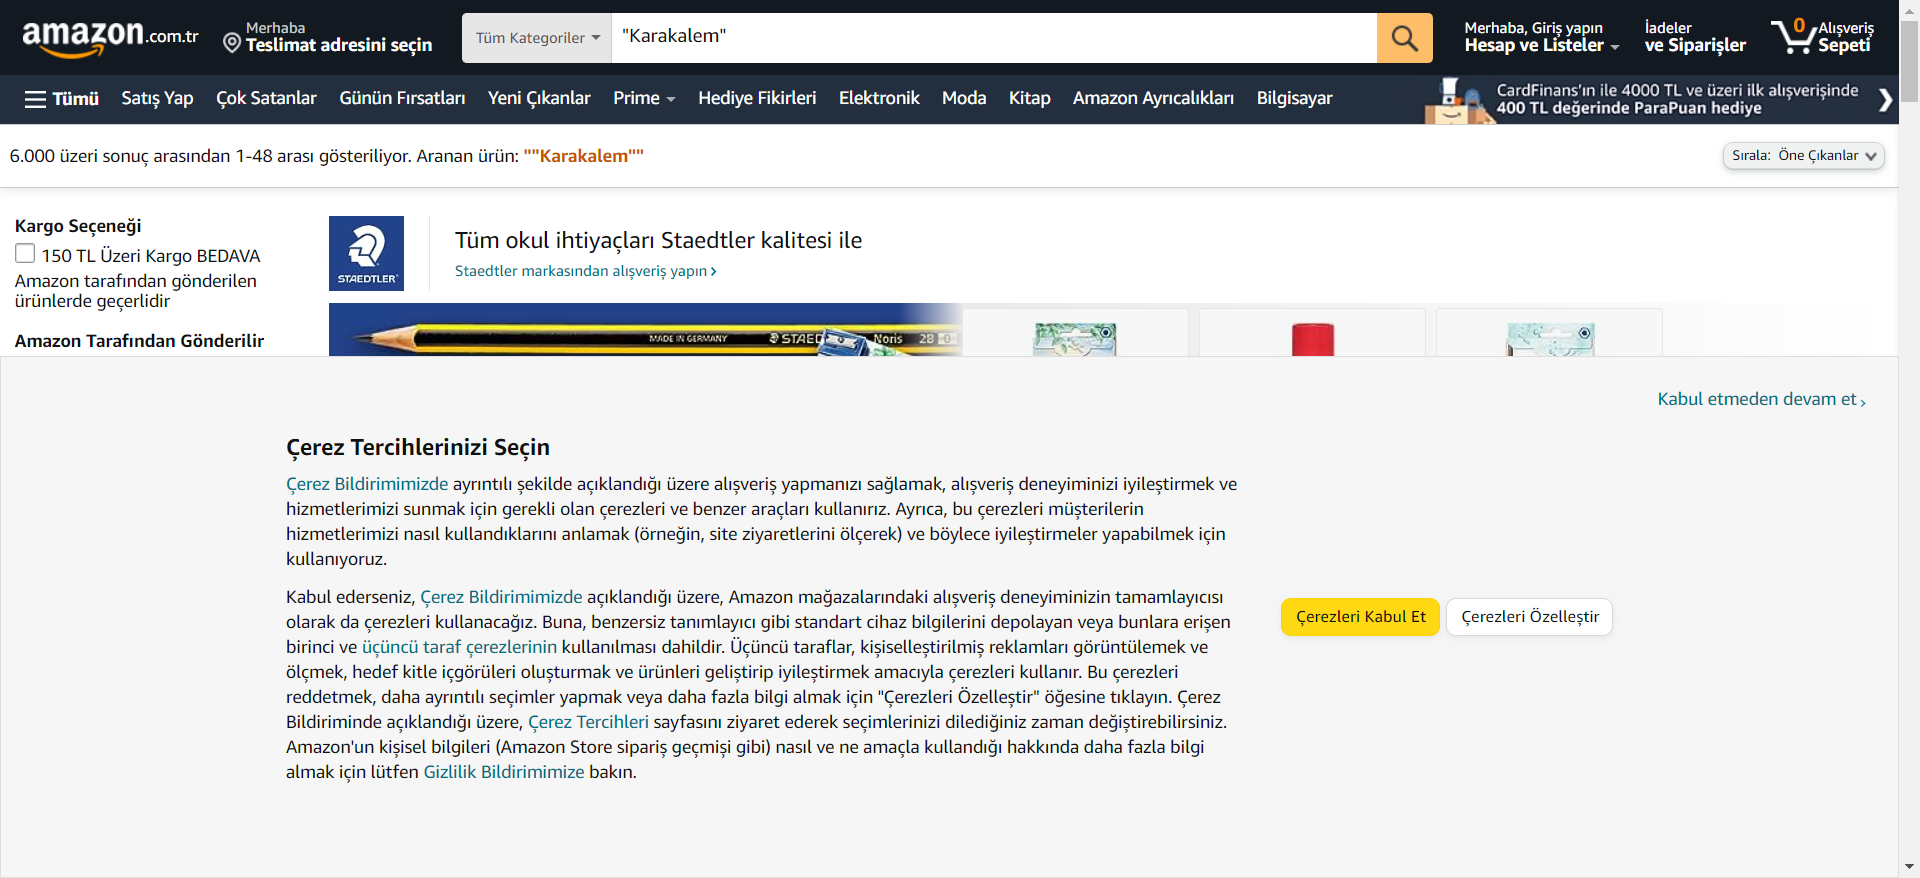 amazon.com.tr
Merhaba
Teslimat adresini seçin
Tüm Kategoriler
"Karakalem"
Merhaba, Giriş yapın
Hesap ve Listeler
İadeler
ve Siparişler
0
Alışveriş
Sepeti
Tümü
Satış Yap
Çok Satanlar
Günün Fırsatları
Yeni Çıkanlar
Prime
Hediye Fikirleri
Elektronik
Moda
Kitap
Amazon Ayrıcalıkları
Bilgisayar
CardFinans'ın ile 4000 TL ve üzeri ilk alışverişinde
400 TL değerinde ParaPuan hediye
6.000 üzeri sonuç arasından 1-48 arası gösteriliyor. Aranan ürün: ""Karakalem""
Sırala: Öne Çıkanlar
Kargo Seçeneği
150 TL Üzeri Kargo BEDAVA
Amazon tarafından gönderilen
ürünlerde geçerlidir
Amazon Tarafından Gönderilir
STAEDTLER
Tüm okul ihtiyaçları Staedtler kalitesi ile
Staedtler markasından alışveriş yapın
MADE IN GERMANY
STAED
Noris
2B
Kabul etmeden devam et
Çerez Tercihlerinizi Seçin
Çerez Bildirimimizde ayrıntılı şekilde açıklandığı üzere alışveriş yapmanızı sağlamak, alışveriş deneyiminizi iyileştirmek ve
hizmetlerimizi sunmak için gerekli olan çerezleri ve benzer araçları kullanırız. Ayrıca, bu çerezleri müşterilerin
hizmetlerimizi nasıl kullandıklarını anlamak (örneğin, site ziyaretlerini ölçerek) ve böylece iyileştirmeler yapabilmek için
kullanıyoruz.
Kabul ederseniz, Çerez Bildirimimizde açıklandığı üzere, Amazon mağazalarındaki alışveriş deneyiminizin tamamlayıcısı
olarak da çerezleri kullanacağız. Buna, benzersiz tanımlayıcı gibi standart cihaz bilgilerini depolayan veya bunlara erişen
birinci ve üçüncü taraf çerezlerinin kullanılması dahildir. Üçüncü taraflar, kişiselleştirilmiş reklamları görüntülemek ve
ölçmek, hedef kitle içgörüleri oluşturmak ve ürünleri geliştirip iyileştirmek amacıyla çerezleri kullanır. Bu çerezleri
reddetmek, daha ayrıntılı seçimler yapmak veya daha fazla bilgi almak için "Çerezleri Özelleştir" öğesine tıklayın. Çerez
Bildiriminde açıklandığı üzere, Çerez Tercihleri sayfasını ziyaret ederek seçimlerinizi dilediğiniz zaman değiştirebilirsiniz.
Amazon'un kişisel bilgileri (Amazon Store sipariş geçmişi gibi) nasıl ve ne amaçla kullandığı hakkında daha fazla bilgi
almak için lütfen Gizlilik Bildirimimize bakın.
Çerezleri Kabul Et
Çerezleri Özelleştir